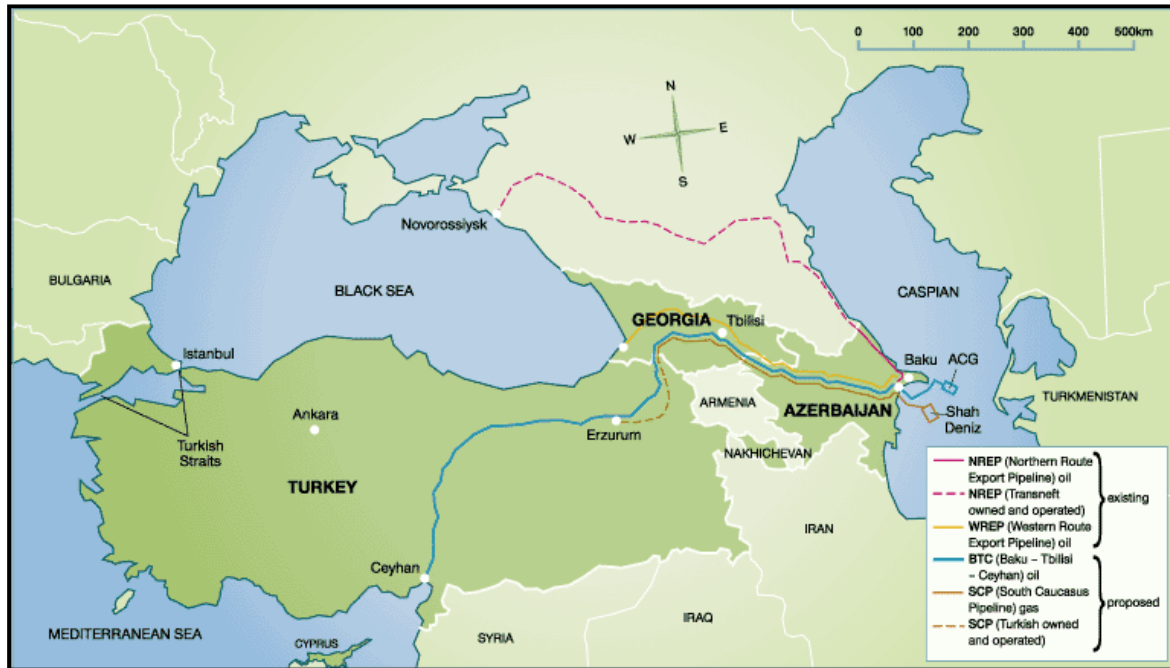 0 100 200 300 400 500km
N
W E
S
Novorossiysk
BULGARIA
BLACK SEA
CASPIAN
GEORGIA
Tbilisi
Istanbul
Baku
ACG
ARMENIA
TURKMENISTAN
Ankara
AZERBAIJAN
Shah
Deniz
Erzurum
Turkish
Straits
NAKHICHEVAN
TURKEY
IRAN
Ceyhan
IRAQ
MEDITERRANEAN SEA
CYPRUS
SYRIA
NREP (Northern Route
Export Pipeline) oil
NREP (Transneft
owned and operated)
WREP (Western Route
Export Pipeline) oil
existing
BTC (Baku – Tbilisi
– Ceyhan) oil
SCP (South Caucasus
Pipeline) gas
SCP (Turkish owned
and operated)
proposed